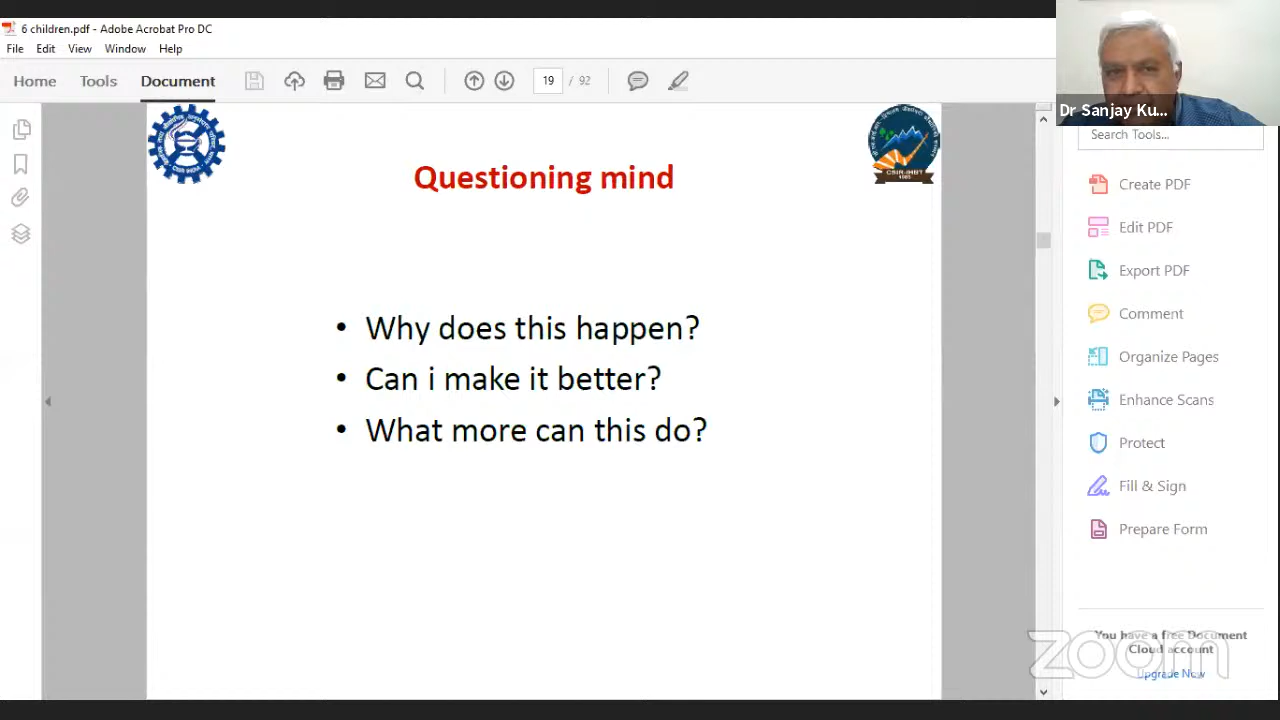 6 children.pdf - Adobe Acrobat Pro DC
File Edit View Window Help
Home Tools Document 19 / 92
Dr Sanjay Ku...
Search Tools...
CSIR-IHBT
Questioning mind
• Why does this happen?
• Can i make it better?
• What more can this do?
Create PDF
Edit PDF
Export PDF
Comment
Organize Pages
Enhance Scans
Protect
Fill & Sign
Prepare Form
You have a free Document
Cloud account
Upgrade Now
zoom